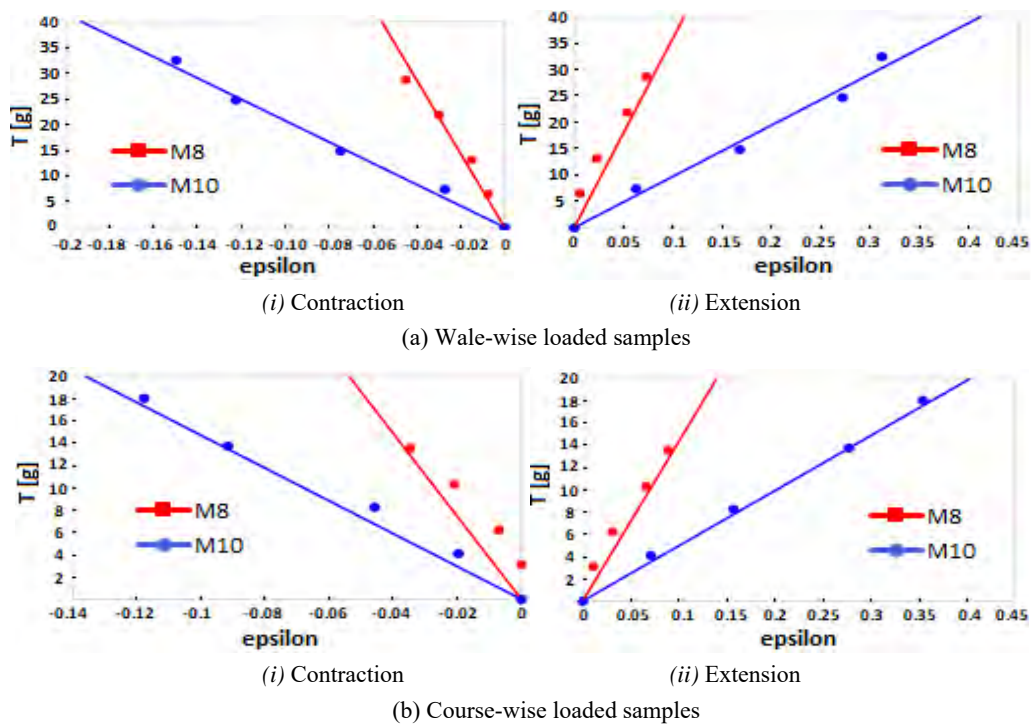 40
35
30
25
20
15
10
5
0
T [g]
M8
M10
-0.2 -0.18 -0.16 -0.14 -0.12 -0.10 -0.08 -0.06 -0.04 -0.02 0
epsilon
(i) Contraction
40
35
30
25
20
15
10
5
T [g]
M8
M10
0 0.05 0.1 0.15 0.2 0.25 0.3 0.35 0.4 0.45
epsilon
(ii) Extension
(a) Wale-wise loaded samples
20
18
16
14
12
10
8
6
4
2
T [g]
M8
M10
-0.14 -0.12 -0.1 -0.08 -0.06 -0.04 -0.02 0
epsilon
(i) Contraction
20
18
16
14
12
10
8
6
4
2
T [g]
M8
M10
0 0.05 0.1 0.15 0.2 0.25 0.3 0.35 0.4 0.45
epsilon
(ii) Extension
(b) Course-wise loaded samples